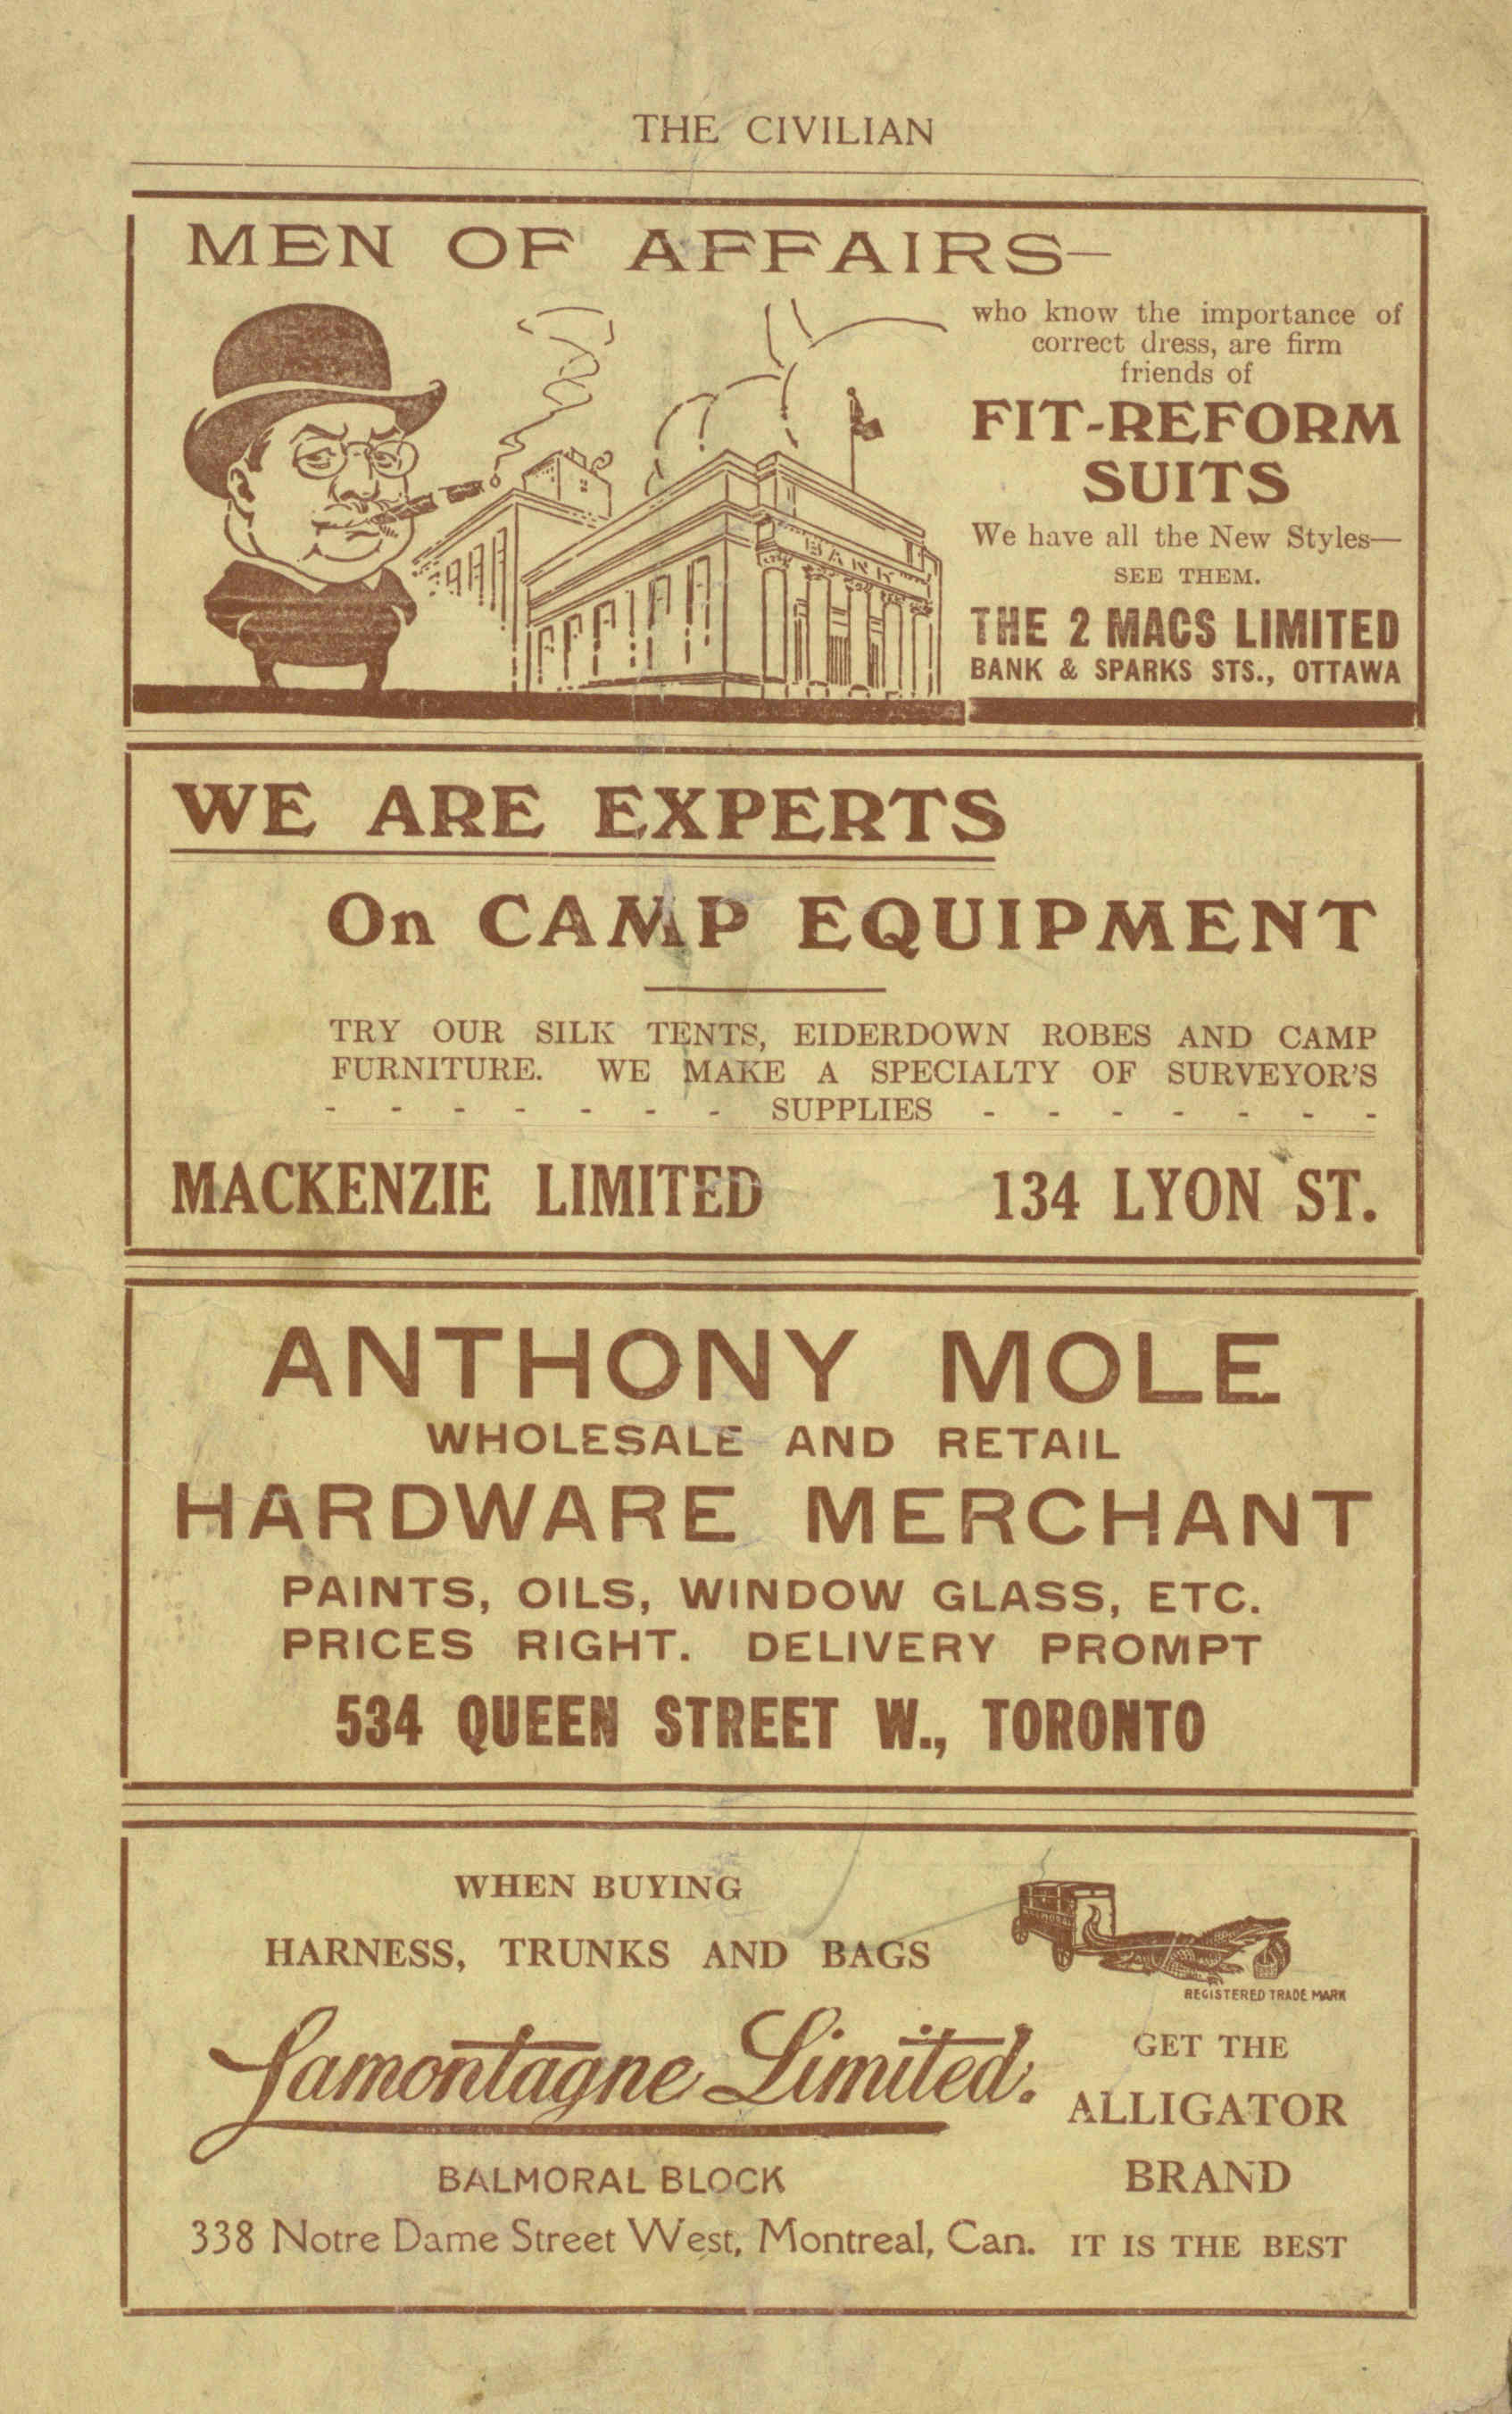 THE CIVILIAN
MEN OF AFFAIRS—
who know the importance of
correct dress, are firm
friends of
FIT-REFORM
SUITS
We have all the New Styles—
SEE THEM.
THE 2 MACS LIMITED
BANK & SPARKS STS., OTTAWA
BANK
WE ARE EXPERTS
On CAMP EQUIPMENT
TRY OUR SILK TENTS, EIDERDOWN ROBES AND CAMP
FURNITURE. WE MAKE A SPECIALTY OF SURVEYOR'S
- - - - - - - SUPPLIES - - - - - - -
MACKENZIE LIMITED 134 LYON ST.
ANTHONY MOLE
WHOLESALE AND RETAIL
HARDWARE MERCHANT
PAINTS, OILS, WINDOW GLASS, ETC.
PRICES RIGHT. DELIVERY PROMPT
534 QUEEN STREET W., TORONTO
WHEN BUYING
HARNESS, TRUNKS AND BAGS
Lamontagne Limited.
BALMORAL BLOCK
338 Notre Dame Street West, Montreal, Can.
BALMORAL
REGISTERED TRADE MARK
GET THE
ALLIGATOR
BRAND
IT IS THE BEST